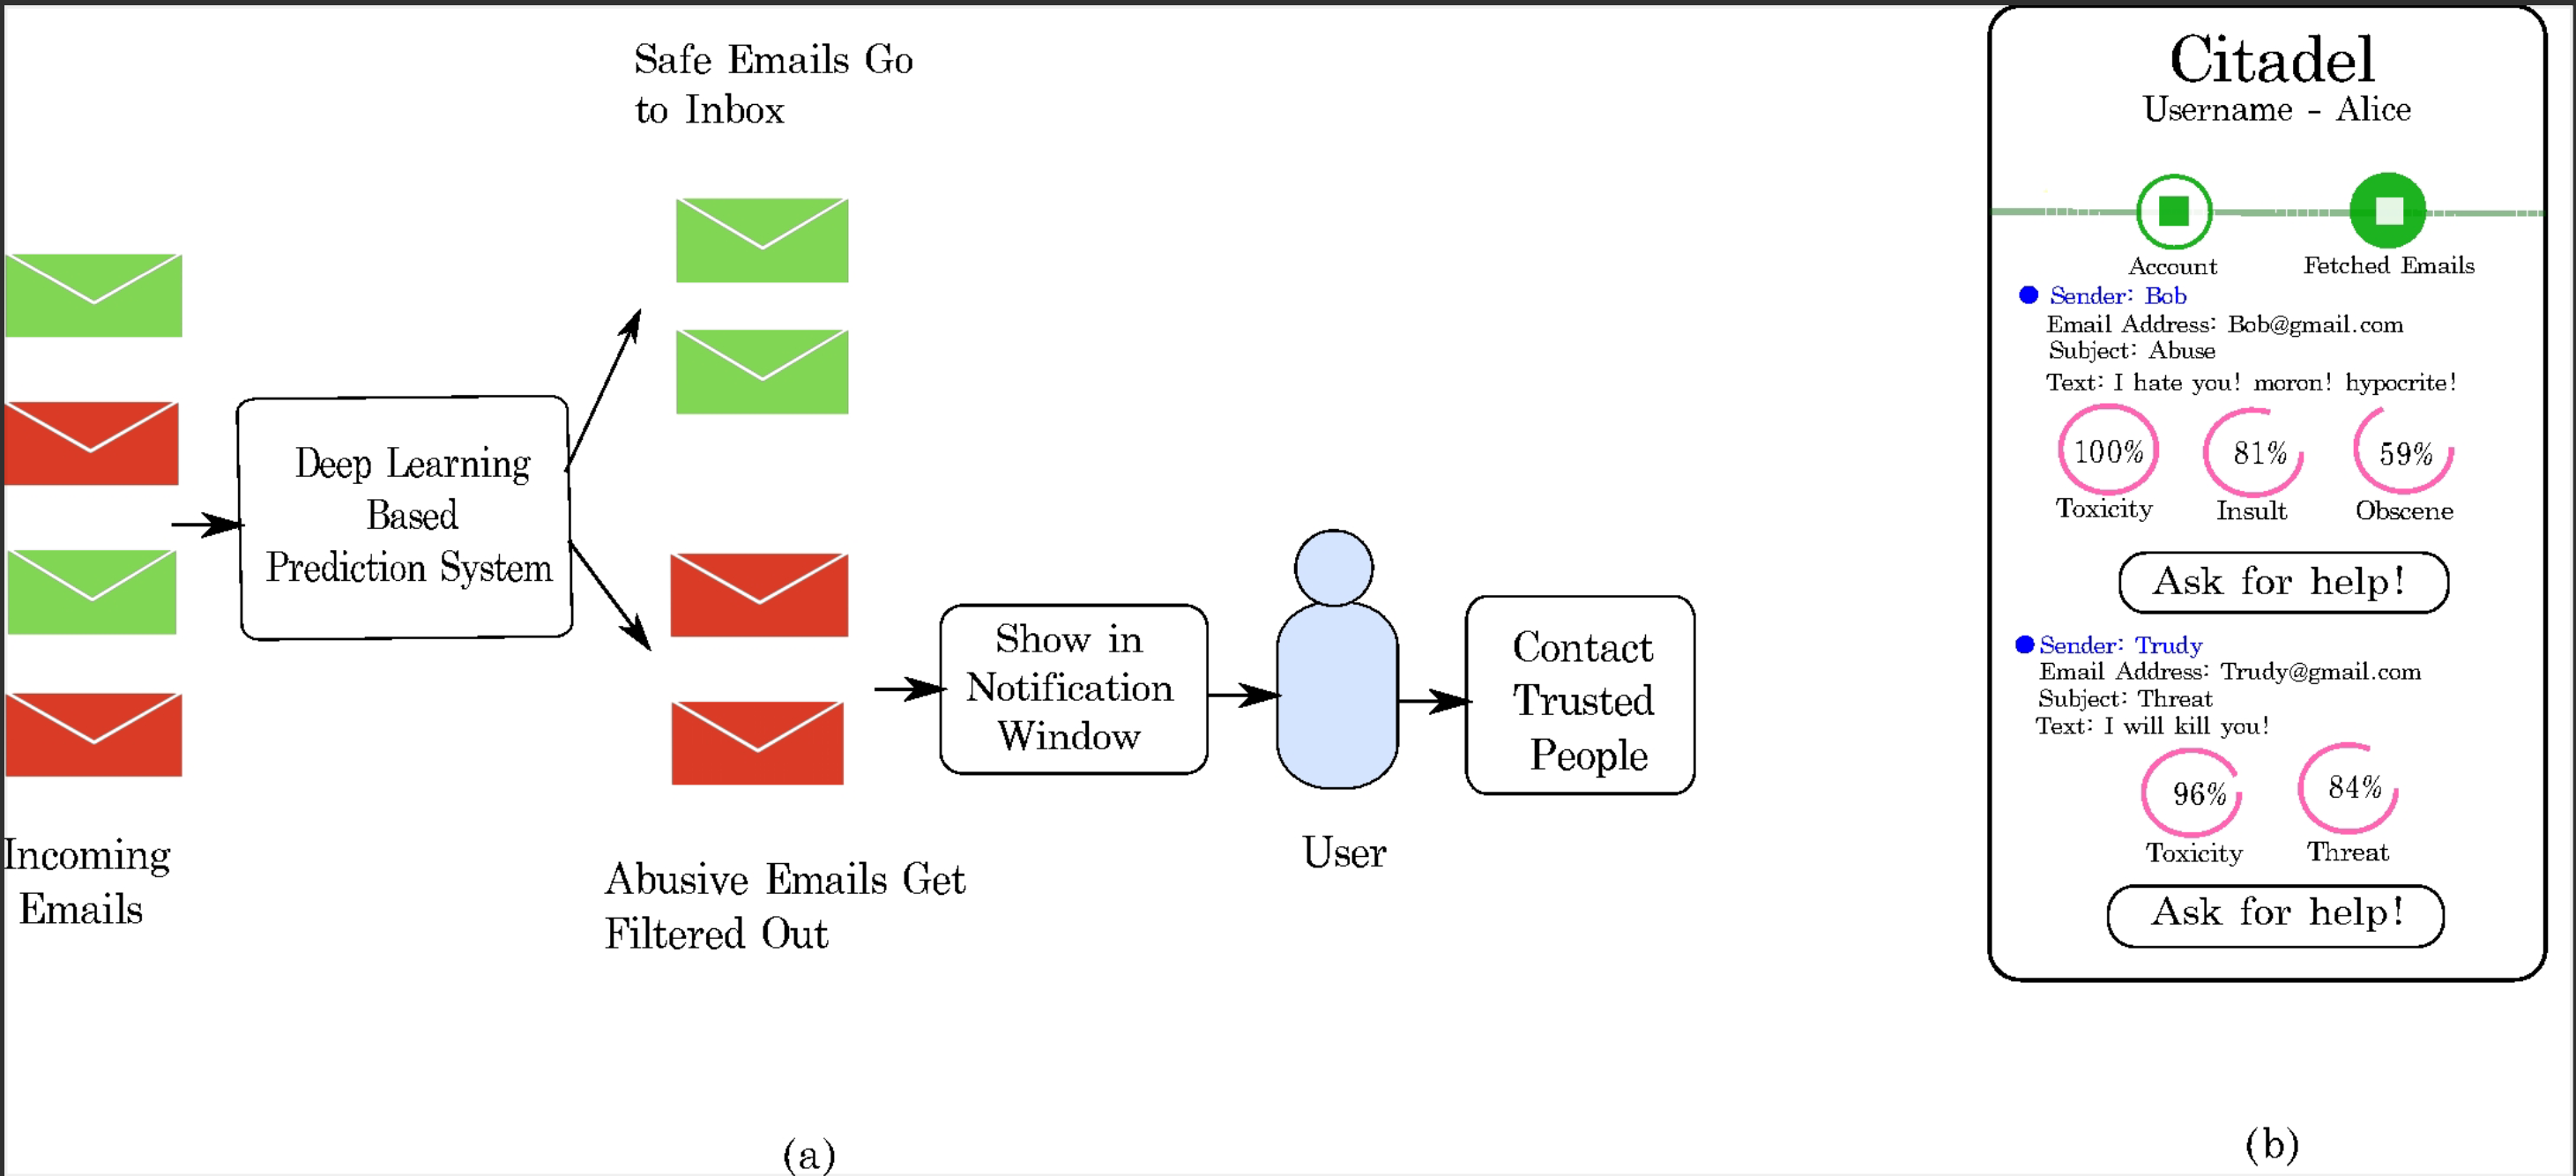 Safe Emails Go
to Inbox
Deep Learning
Based
Prediction System
Incoming
Emails
Abusive Emails Get
Filtered Out
Show in
Notification
Window
User
Contact
Trusted
People
(a)
Citadel
Username - Alice
Account
Fetched Emails
Sender: Bob
Email Address: Bob@gmail.com
Subject: Abuse
Text: I hate you! moron! hypocrite!
100% 81% 59%
Toxicity Insult Obscene
Ask for help!
Sender: Trudy
Email Address: Trudy@gmail.com
Subject: Threat
Text: I will kill you!
96% 84%
Toxicity Threat
Ask for help!
(b)